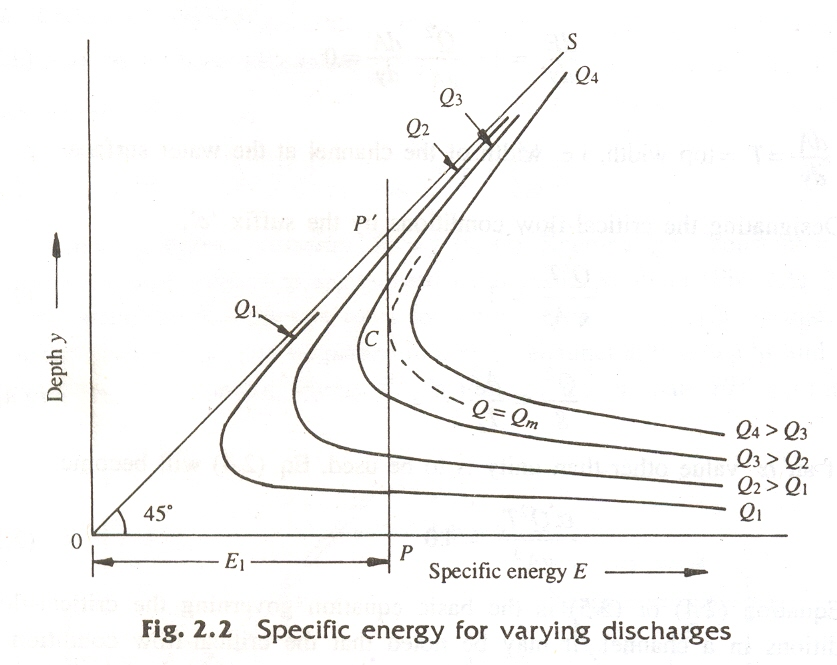 S
Q4
Q3
Q2
P′
Q1
C
Depth y
Q = Qm
Q4 > Q3
Q3 > Q2
Q2 > Q1
Q1
45°
0
E1
P
Specific energy E
Fig. 2.2 Specific energy for varying discharges